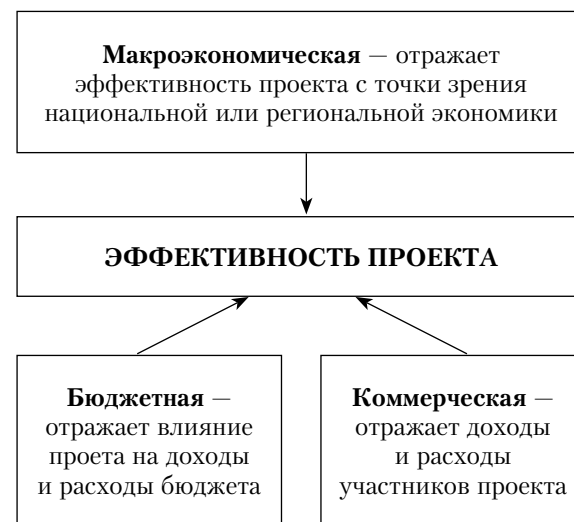 Макроэкономическая — отражает
эффективность проекта с точки зрения
национальной или региональной экономики
ЭФФЕКТИВНОСТЬ ПРОЕКТА
Бюджетная —
отражает влияние
проета на доходы
и расходы бюджета
Коммерческая —
отражает доходы
и расходы
участников проекта